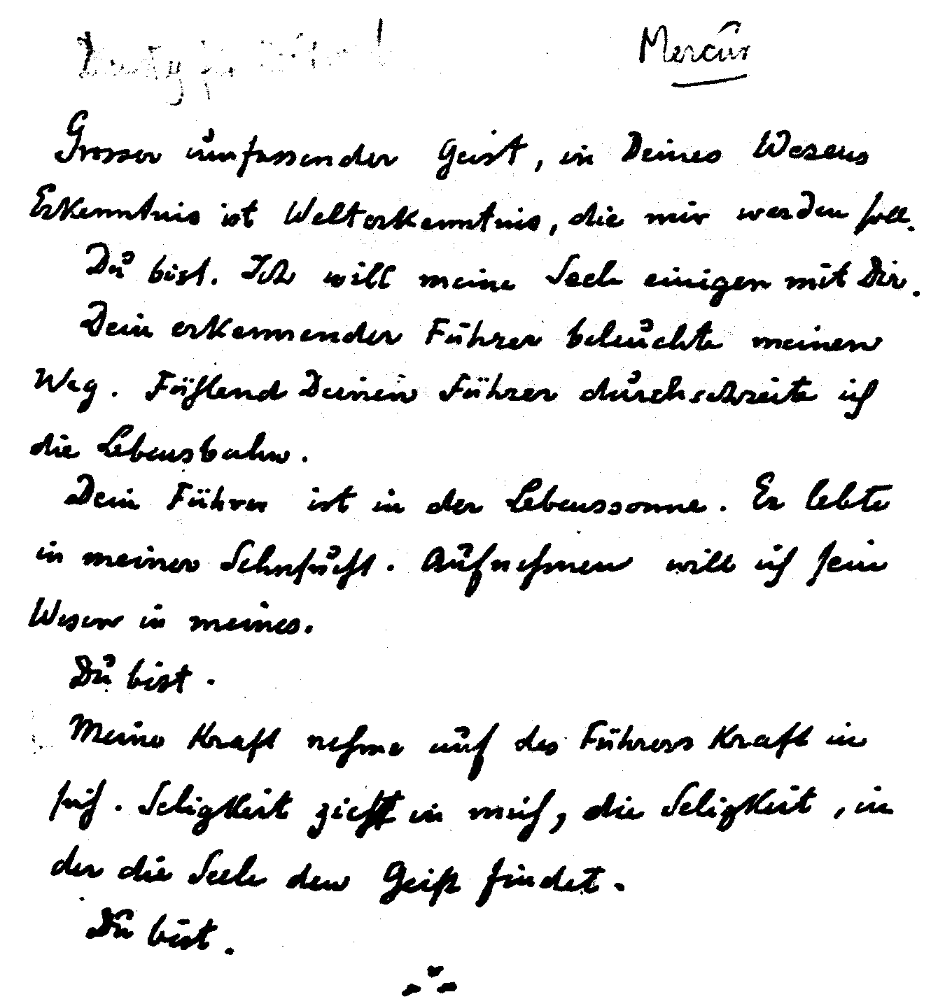 Dienstag für Mittwoch
Mercur
Grosser umfassender Geist, in Deines Wesens
Erkenntnis ist Welterkenntnis, die mir werden soll.
Du bist. Ich will meine Seele einigen mit Dir.
Dein erkennender Führer beleuchte meinen
Weg. Fühlend Deinen Führer durchschreite ich
die Lebensbahn.
Dein Führer ist in der Lebenssonne. Er lebte
in meiner Sehnsucht. Aufnehmen will ich sein
Wesen in meines.
Du bist.
Meine Kraft nehme auf des Führers Kraft in
sich. Seligkeit zieht in mich, die Seligkeit, in
der die Seele den Geist findet.
Du bist.